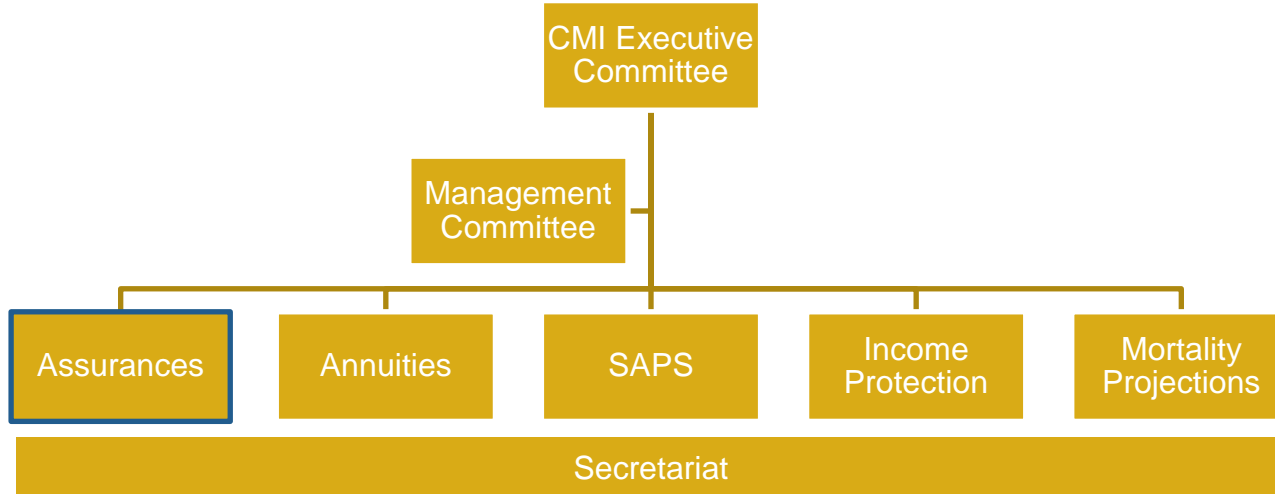 CMI Executive
Committee
Management
Committee
Assurances
Annuities
SAPS
Income
Protection
Mortality
Projections
Secretariat